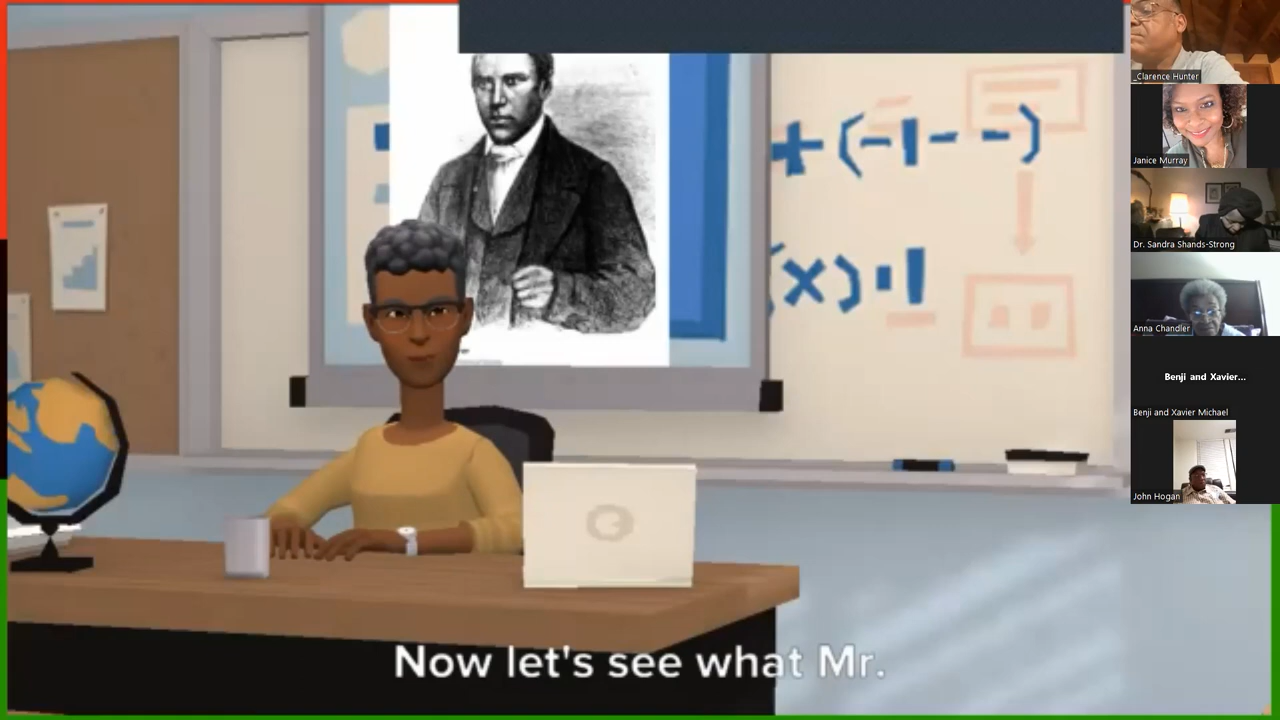 _Clarence Hunter
Janice Murray
Dr. Sandra Shands-Strong
Anna Chandler
Benji and Xavier...
Benji and Xavier Michael
John Hogan
+(-1--)
(x)·!
Now let's see what Mr.